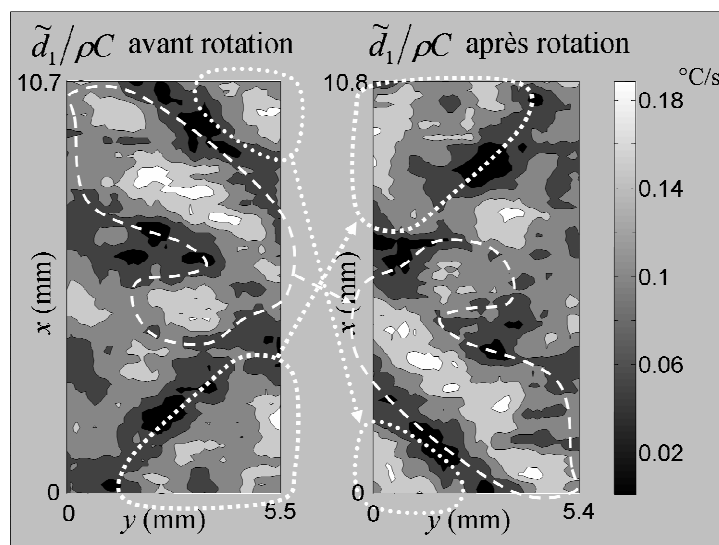 d̃₁/ρC avant rotation
d̃₁/ρC après rotation
°C/s
10.7
10.8
0.18
0.14
0.1
0.06
0.02
x (mm)
x (mm)
0
0
0
y (mm)
5.5
0
y (mm)
5.4